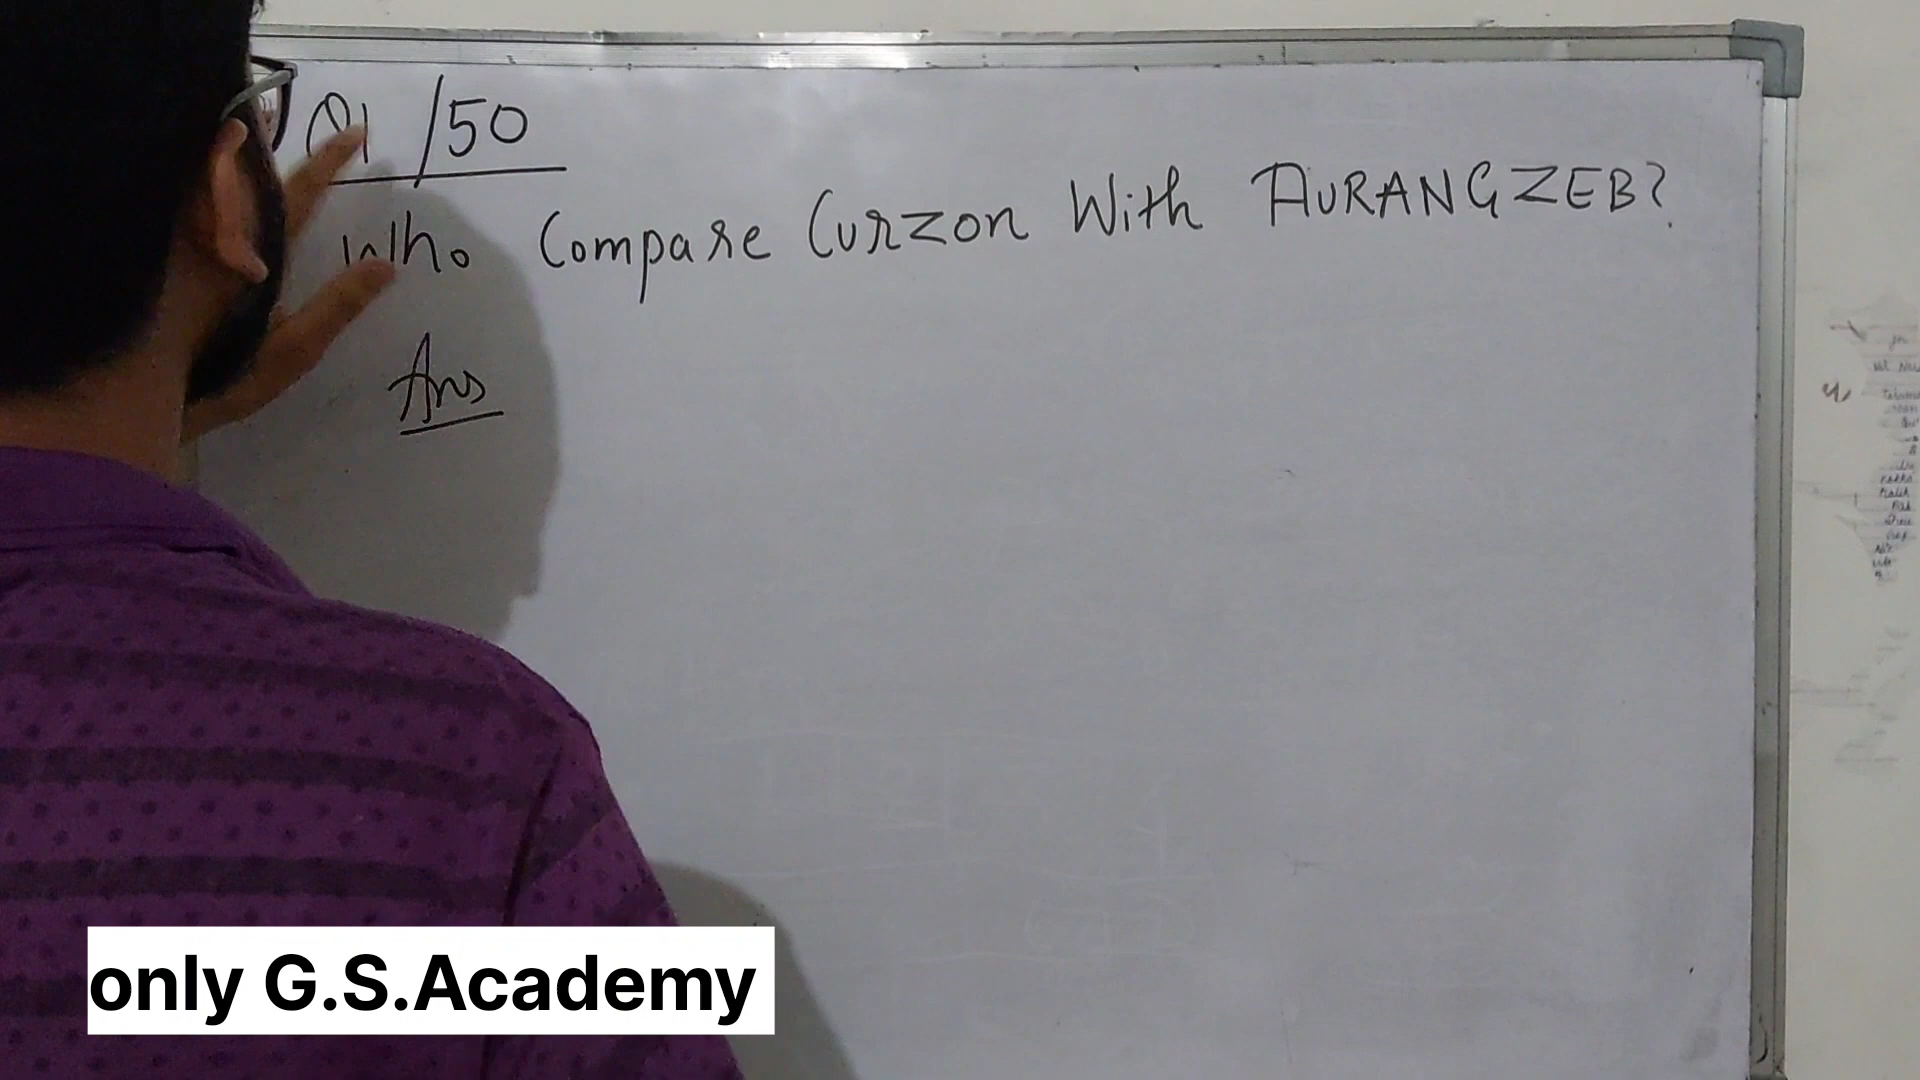 Q1 /50
Who Compare Curzon With AURANGZEB?
Ans
only G.S.Academy